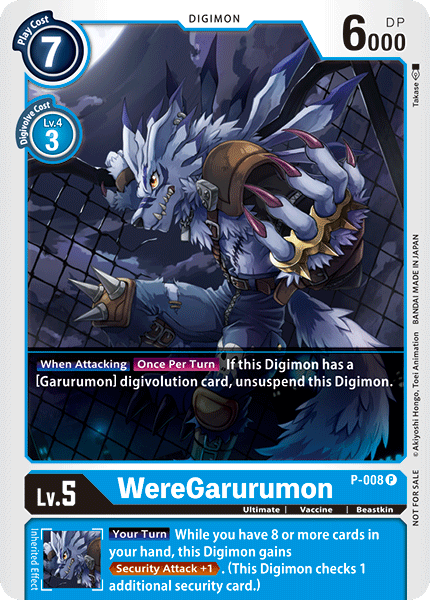 Play Cost
7
DIGIMON
DP
6000
Digivolve Cost
Lv.4
3
Takase
When Attacking Once Per Turn If this Digimon has a
[Garurumon] digivolution card, unsuspend this Digimon.
© Akiyoshi Hongo, Toei Animation BANDAI MADE IN JAPAN
NOT FOR SALE
P-008 P
Lv.5
WereGarurumon
Ultimate | Vaccine | Beastkin
Inherited Effect
Your Turn While you have 8 or more cards in
your hand, this Digimon gains
Security Attack +1. (This Digimon checks 1
additional security card.)